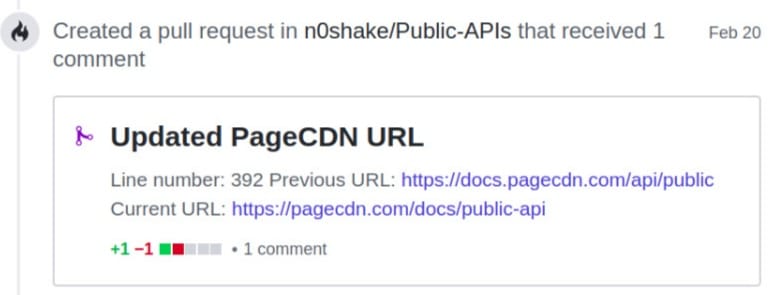 Created a pull request in n0shake/Public-APIs that received 1
Feb 20
comment
Updated PageCDN URL
Line number: 392 Previous URL: https://docs.pagecdn.com/api/public
Current URL: https://pagecdn.com/docs/public-api
+1 −1 • 1 comment